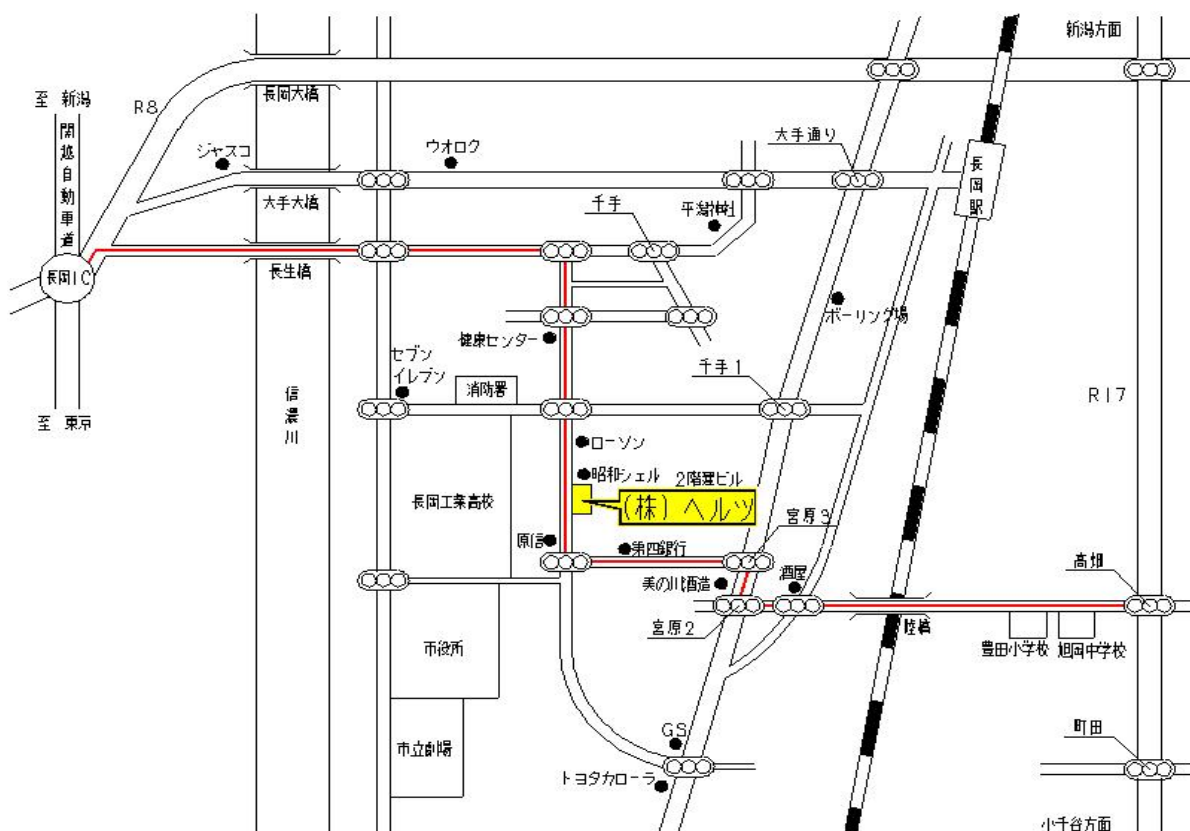 新潟方面
至 新潟
長岡大橋
R8
関越自動車道
ジャスコ
ウオロク
大手通り
長岡駅
大手大橋
千手
平潟神社
長岡IC
長生橋
ボーリング場
健康センター
セブン
イレブン
消防署
千手1
R17
至 東京
信濃川
ローソン
昭和シェル
2階建ビル
長岡工業高校
(株)ヘルツ
宮原3
原信
第四銀行
美の川酒造
酒屋
高畑
宮原2
陸橋
市役所
豊田小学校
旭岡中学校
GS
町田
市立劇場
トヨタカローラ
小千谷方面